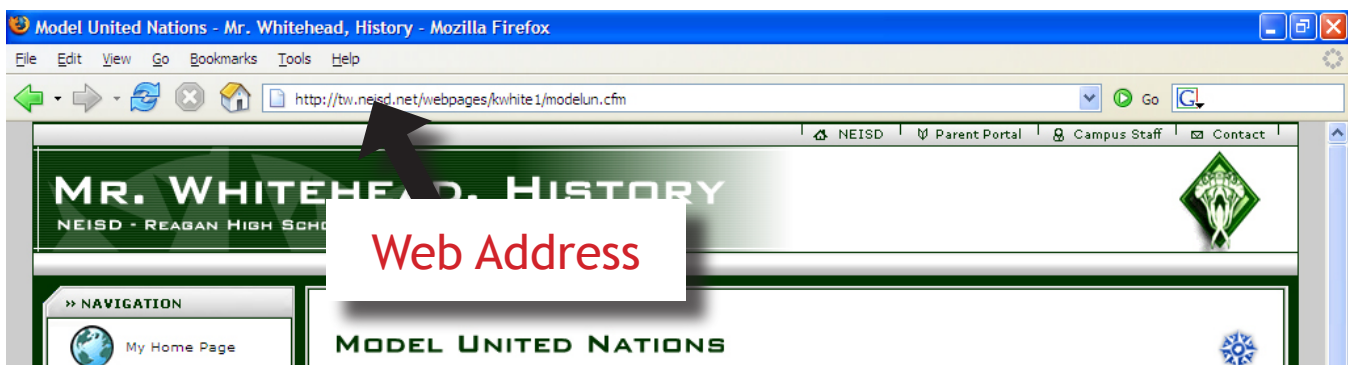 Model United Nations - Mr. Whitehead, History - Mozilla Firefox
File Edit View Go Bookmarks Tools Help
http://tw.neisd.net/webpages/kwhite1/modelun.cfm Go G
NEISD Parent Portal Campus Staff Contact
Mr. Whitehead, History
NEISD - Reagan High Sch
Web Address
» NAVIGATION
My Home Page
Model United Nations